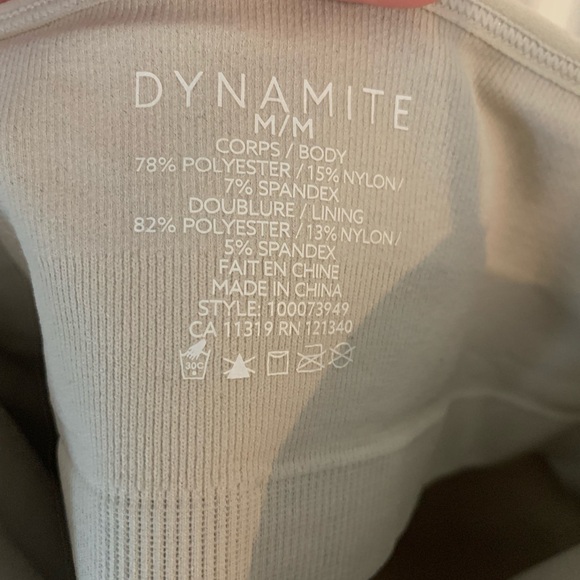 DYNAMITE
M/M
CORPS / BODY
78% POLYESTER / 15% NYLON /
7% SPANDEX
DOUBLURE / LINING
82% POLYESTER / 13% NYLON /
5% SPANDEX
FAIT EN CHINE
MADE IN CHINA
STYLE: 100073949
CA 11319 RN 121340
30C